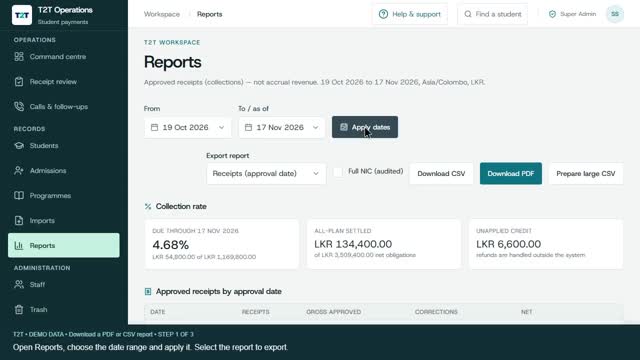 T2T
T2T Operations
Student payments
Workspace
Reports
Help & support
Find a student
Super Admin
SS
OPERATIONS
Command centre
Receipt review
Calls & follow-ups
RECORDS
Students
Admissions
Programmes
Imports
Reports
ADMINISTRATION
Staff
Trash
T2T WORKSPACE
Reports
Approved receipts (collections) — not accrual revenue. 19 Oct 2026 to 17 Nov 2026, Asia/Colombo, LKR.
From
To / as of
19 Oct 2026
17 Nov 2026
Apply dates
Export report
Receipts (approval date)
Full NIC (audited)
Download CSV
Download PDF
Prepare large CSV
Collection rate
DUE THROUGH 17 NOV 2026
4.68%
LKR 54,800.00 of LKR 1,169,800.00
ALL-PLAN SETTLED
LKR 134,400.00
of LKR 3,509,400.00 net obligations
UNAPPLIED CREDIT
LKR 6,600.00
refunds are handled outside the system
Approved receipts by approval date
DATE RECEIPTS GROSS APPROVED CORRECTIONS NET
T2T • DEMO DATA • Download a PDF or CSV report • STEP 1 OF 3
Open Reports, choose the date range and apply it. Select the report to export.